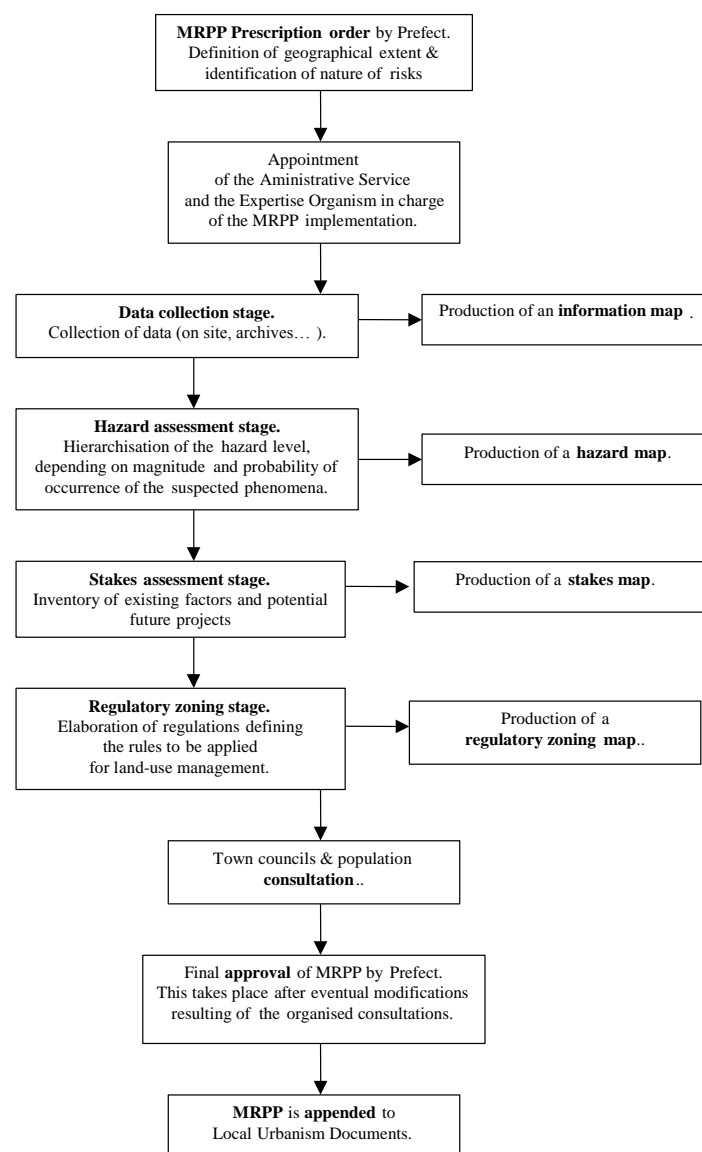 MRPP Prescription order by Prefect.
Definition of geographical extent &
identification of nature of risks
Appointment
of the Aministrative Service
and the Expertise Organism in charge
of the MRPP implementation.
Data collection stage.
Collection of data (on site, archives… ).
Production of an information map .
Hazard assessment stage.
Hierarchisation of the hazard level,
depending on magnitude and probability of
occurrence of the suspected phenomena.
Production of a hazard map.
Stakes assessment stage.
Inventory of existing factors and potential
future projects
Production of a stakes map.
Regulatory zoning stage.
Elaboration of regulations defining
the rules to be applied
for land-use management.
Production of a
regulatory zoning map..
Town councils & population
consultation..
Final approval of MRPP by Prefect.
This takes place after eventual modifications
resulting of the organised consultations.
MRPP is appended to
Local Urbanism Documents.